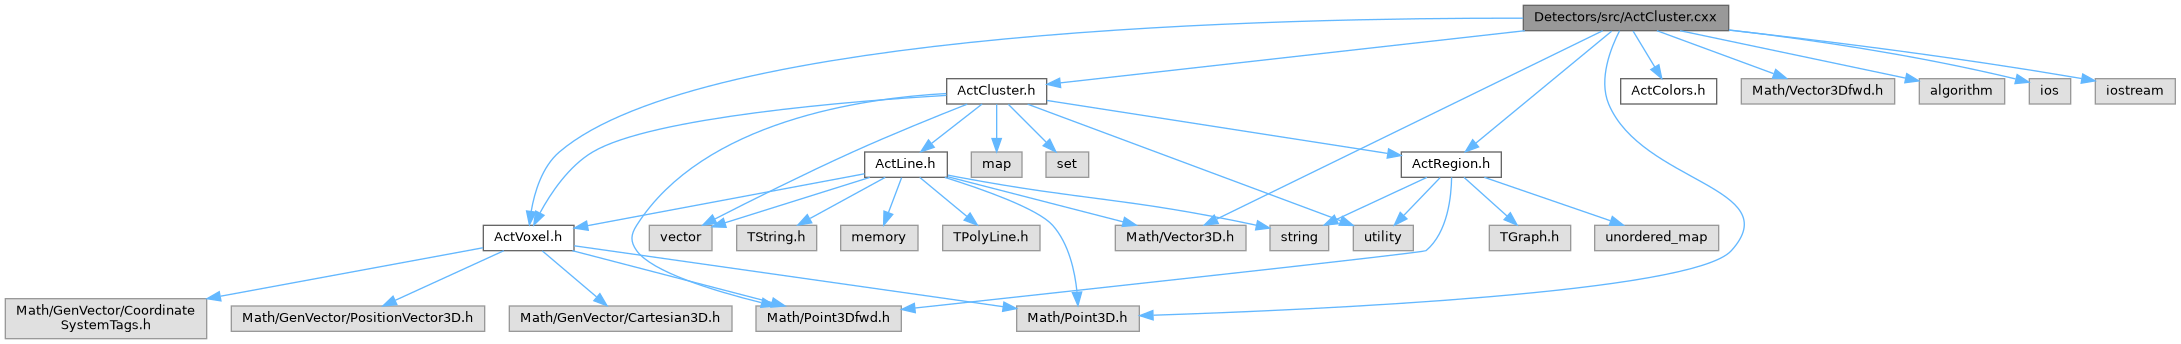 Detectors/src/ActCluster.cxx
ActCluster.h
ActColors.h
Math/Vector3Dfwd.h
algorithm
ios
iostream
ActLine.h
map
set
ActRegion.h
ActVoxel.h
vector
TString.h
memory
TPolyLine.h
Math/Vector3D.h
string
utility
TGraph.h
unordered_map
Math/GenVector/Coordinate
SystemTags.h
Math/GenVector/PositionVector3D.h
Math/GenVector/Cartesian3D.h
Math/Point3Dfwd.h
Math/Point3D.h